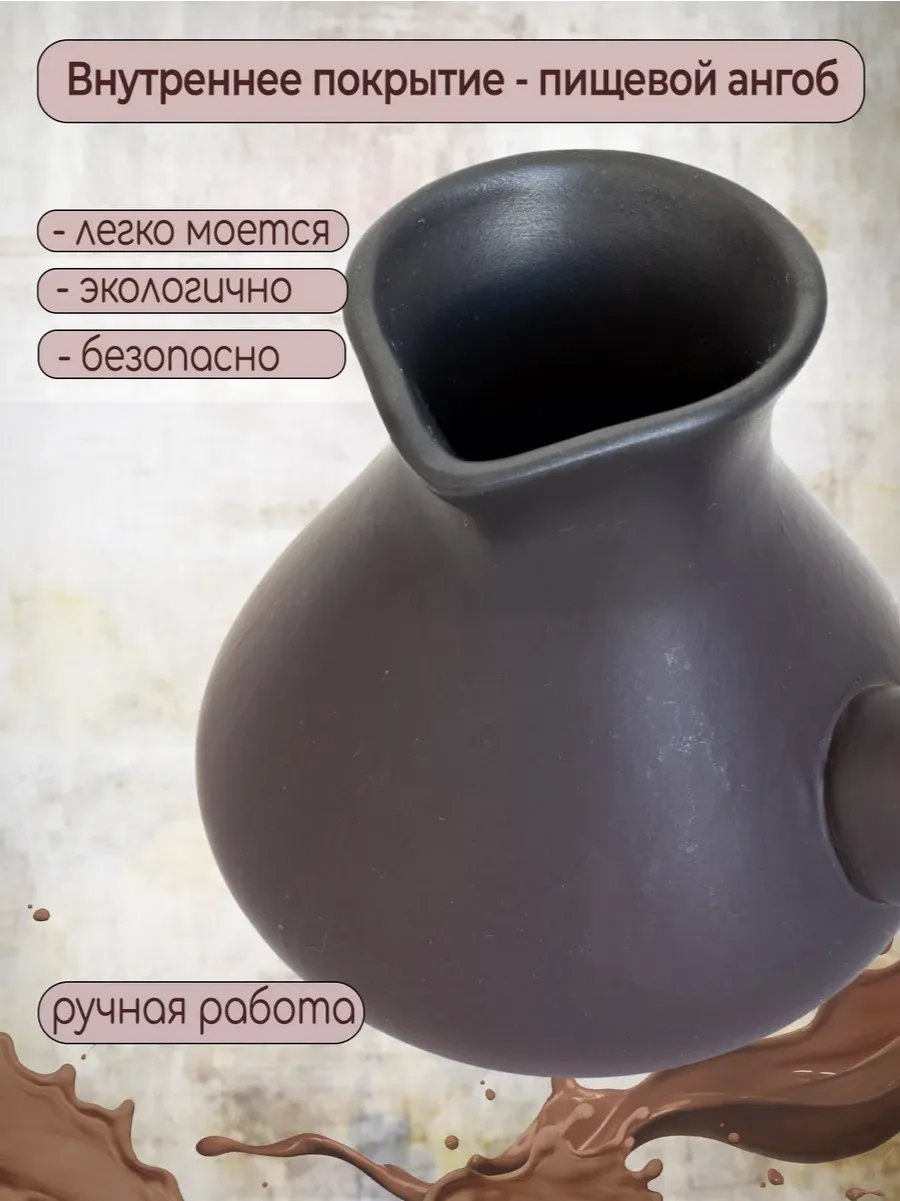 Внутреннее покрытие - пищевой ангоб
- легко моется
- экологично
- безопасно
ручная работа